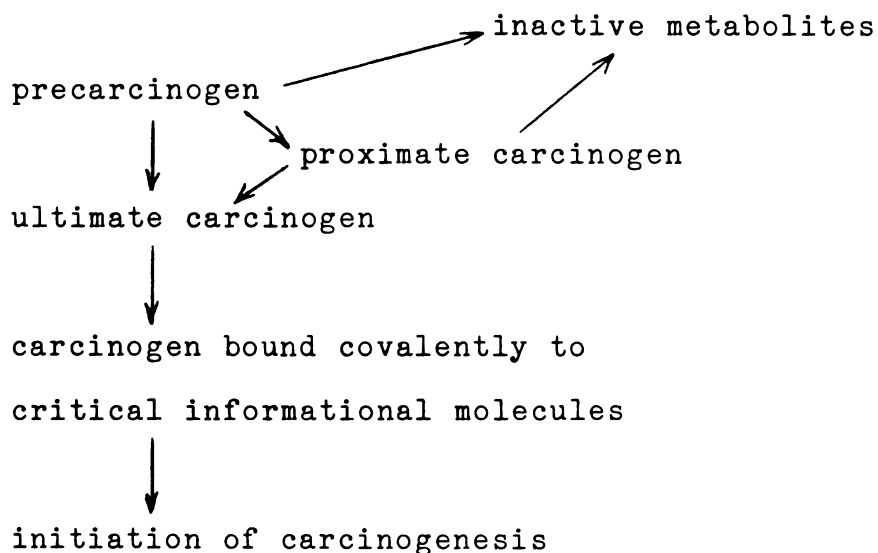 inactive metabolites
precarcinogen
proximate carcinogen
ultimate carcinogen
carcinogen bound covalently to
critical informational molecules
initiation of carcinogenesis